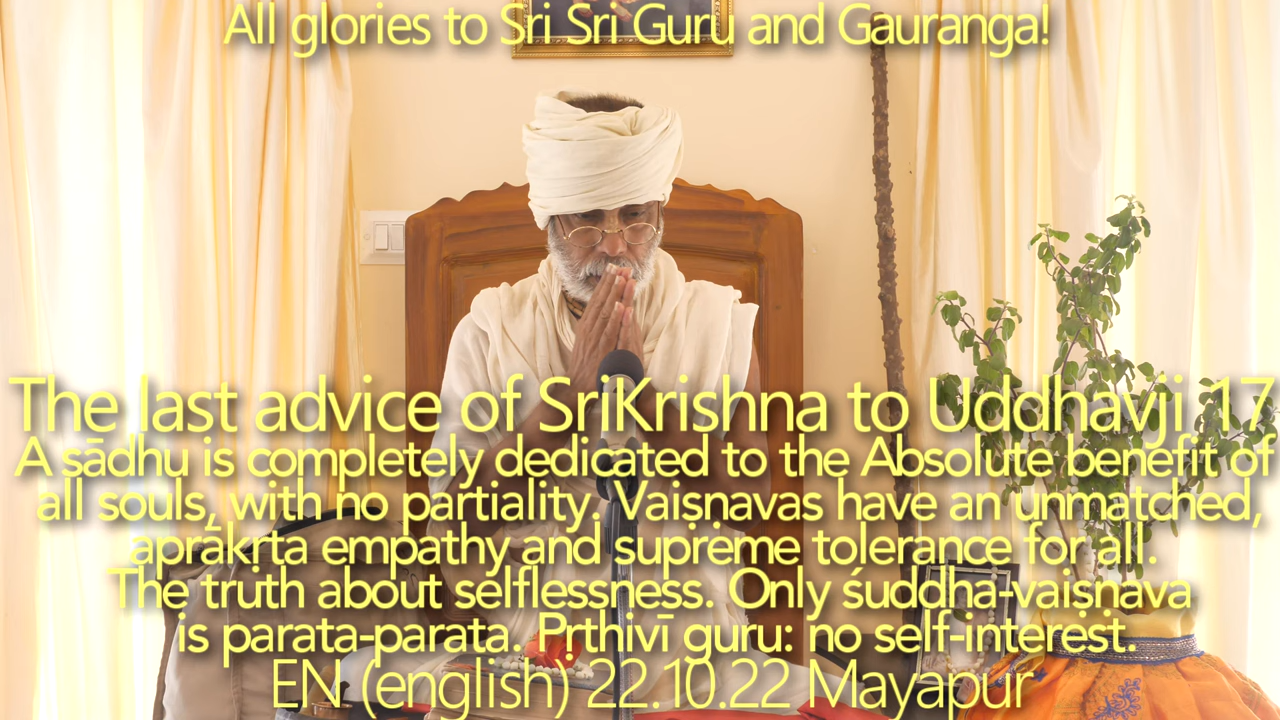 All glories to Sri Sri Guru and Gauranga!
The last advice of SriKrishna to Uddhavji 17
A sādhu is completely dedicated to the Absolute benefit of
all souls, with no partiality. Vaiṣṇavas have an unmatched,
aprākṛta empathy and supreme tolerance for all.
The truth about selflessness. Only śuddha-vaiṣṇava
is parata-parata. Pṛthivī guru: no self-interest.
EN (english) 22.10.22 Mayapur